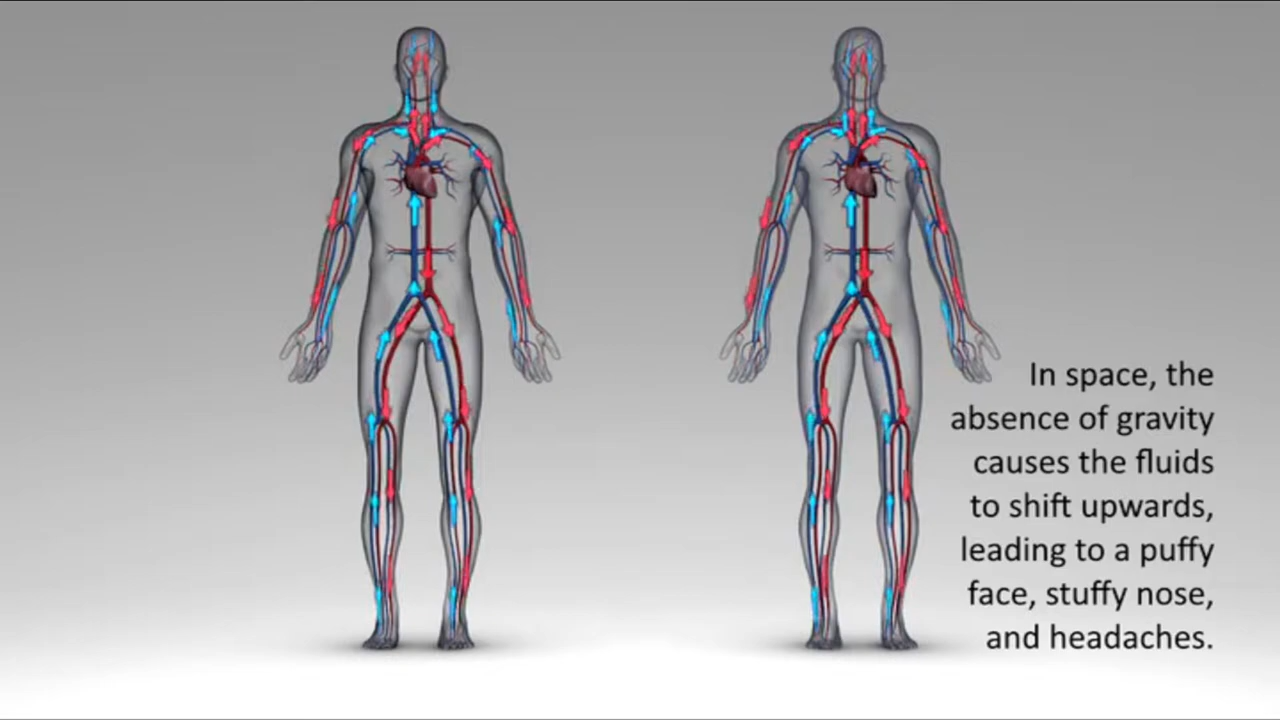 In space, the
absence of gravity
causes the fluids
to shift upwards,
leading to a puffy
face, stuffy nose,
and headaches.